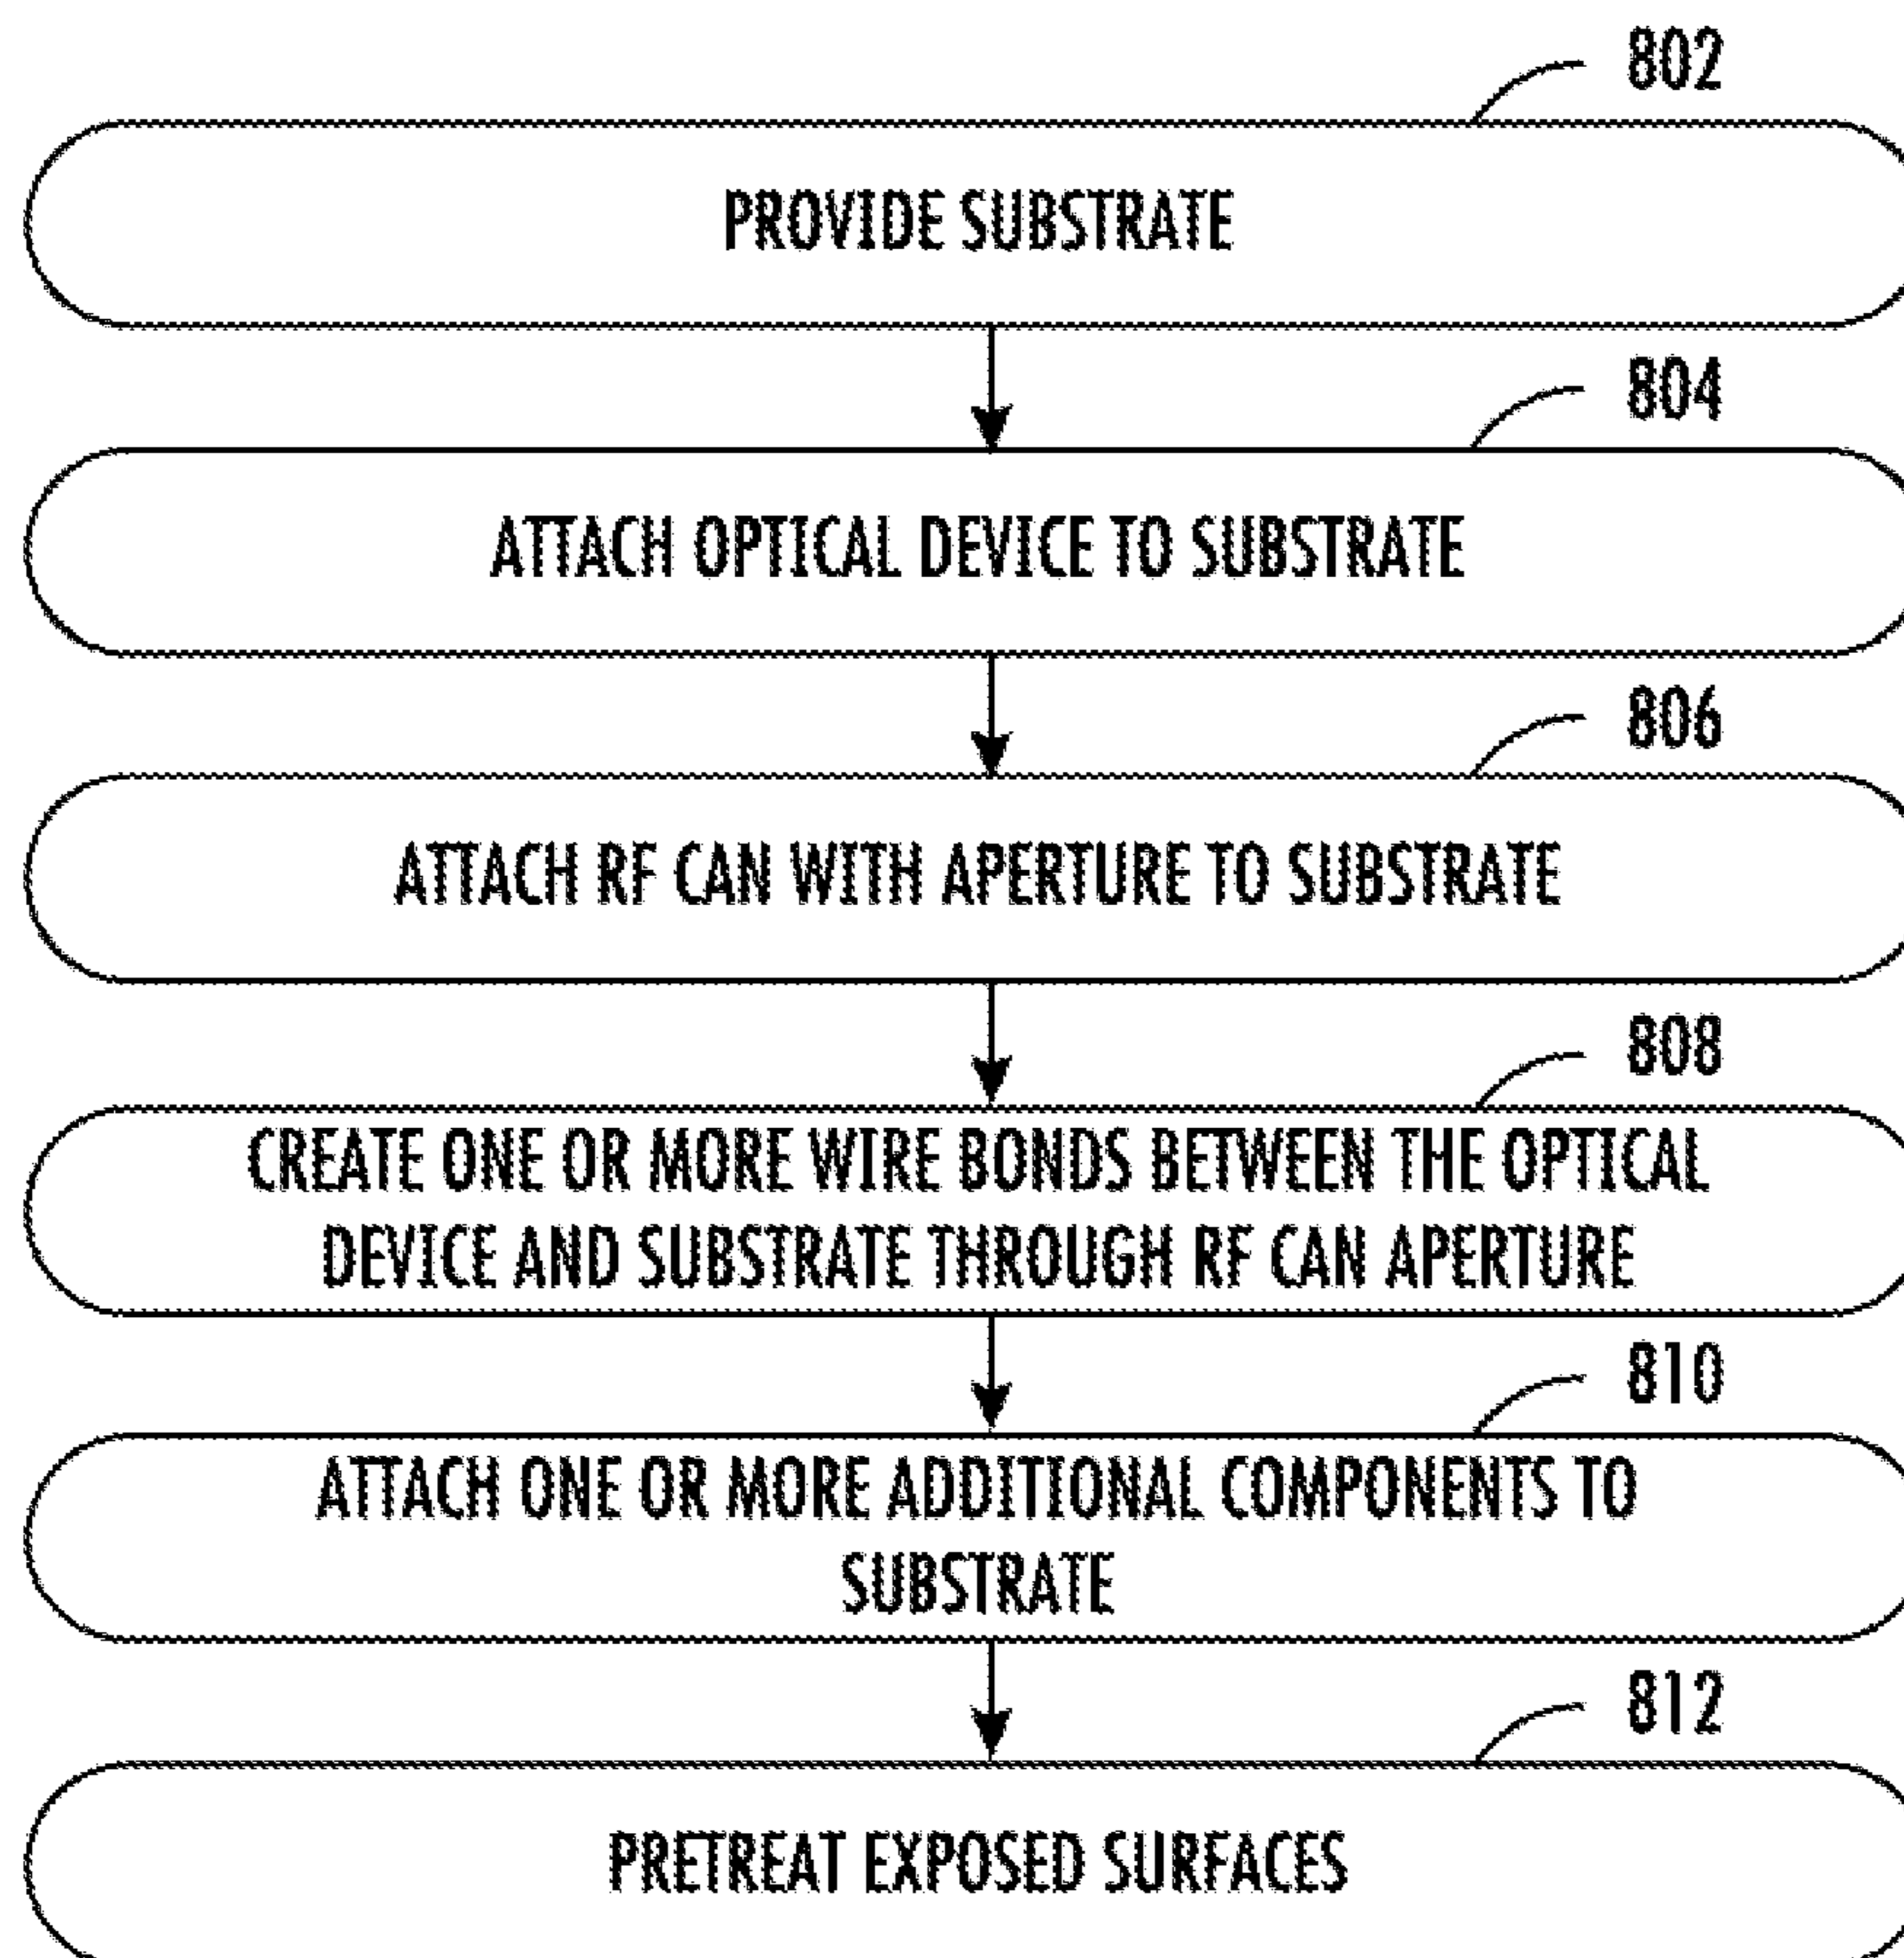 802
PROVIDE SUBSTRATE
804
ATTACH OPTICAL DEVICE TO SUBSTRATE
806
ATTACH RF CAN WITH APERTURE TO SUBSTRATE
808
CREATE ONE OR MORE WIRE BONDS BETWEEN THE OPTICAL
DEVICE AND SUBSTRATE THROUGH RF CAN APERTURE
810
ATTACH ONE OR MORE ADDITIONAL COMPONENTS TO
SUBSTRATE
812
PRETREAT EXPOSED SURFACES